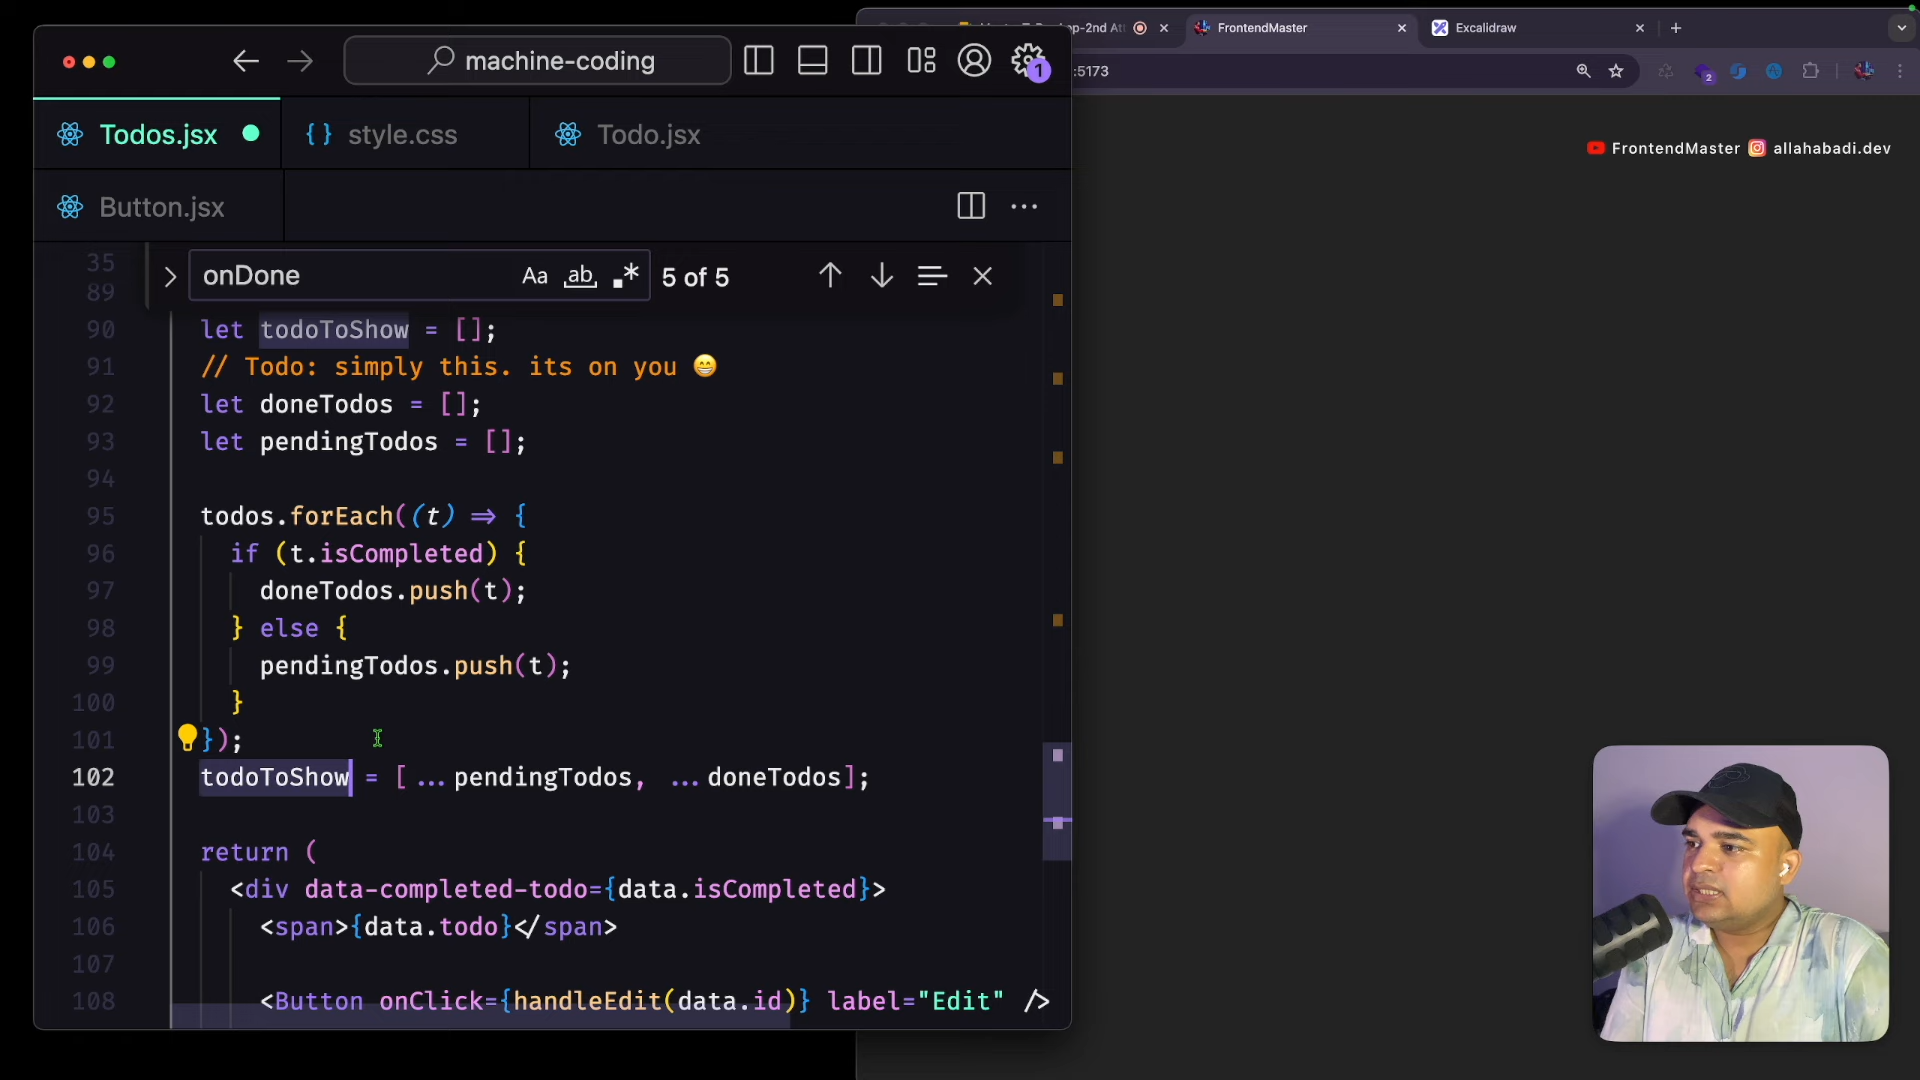 machine-coding
1
Todos.jsx
style.css
Todo.jsx
Button.jsx
onDone
Aa
ab
5 of 5
35
89
90 let todoToShow = [];
91 // Todo: simply this. its on you 😁
92 let doneTodos = [];
93 let pendingTodos = [];
94
95 todos.forEach((t) => {
96 if (t.isCompleted) {
97 doneTodos.push(t);
98 } else {
99 pendingTodos.push(t);
100 }
101 });
102 todoToShow = [...pendingTodos, ...doneTodos];
103
104 return (
105 <div data-completed-todo={data.isCompleted}>
106 <span>{data.todo}</span>
107
108 <Button onClick={handleEdit(data.id)} label="Edit" />
FrontendMaster
Excalidraw
:5173
2
FrontendMaster allahabadi.dev